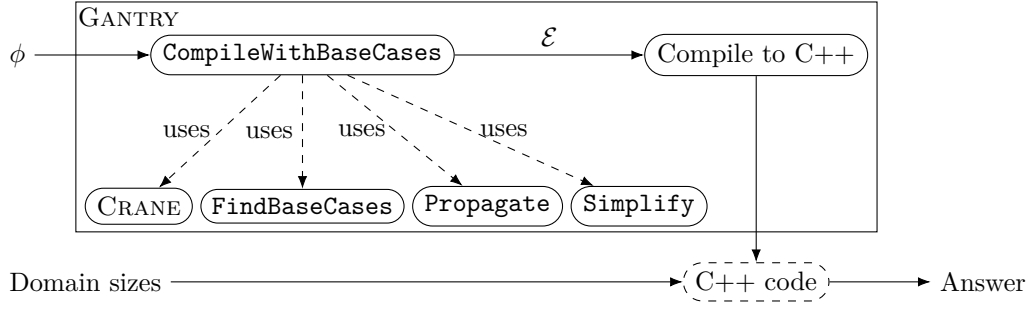 GANTRY
ϕ CompileWithBaseCases ℰ Compile to C++
uses uses uses uses
CRANE FindBaseCases Propagate Simplify
Domain sizes C++ code Answer